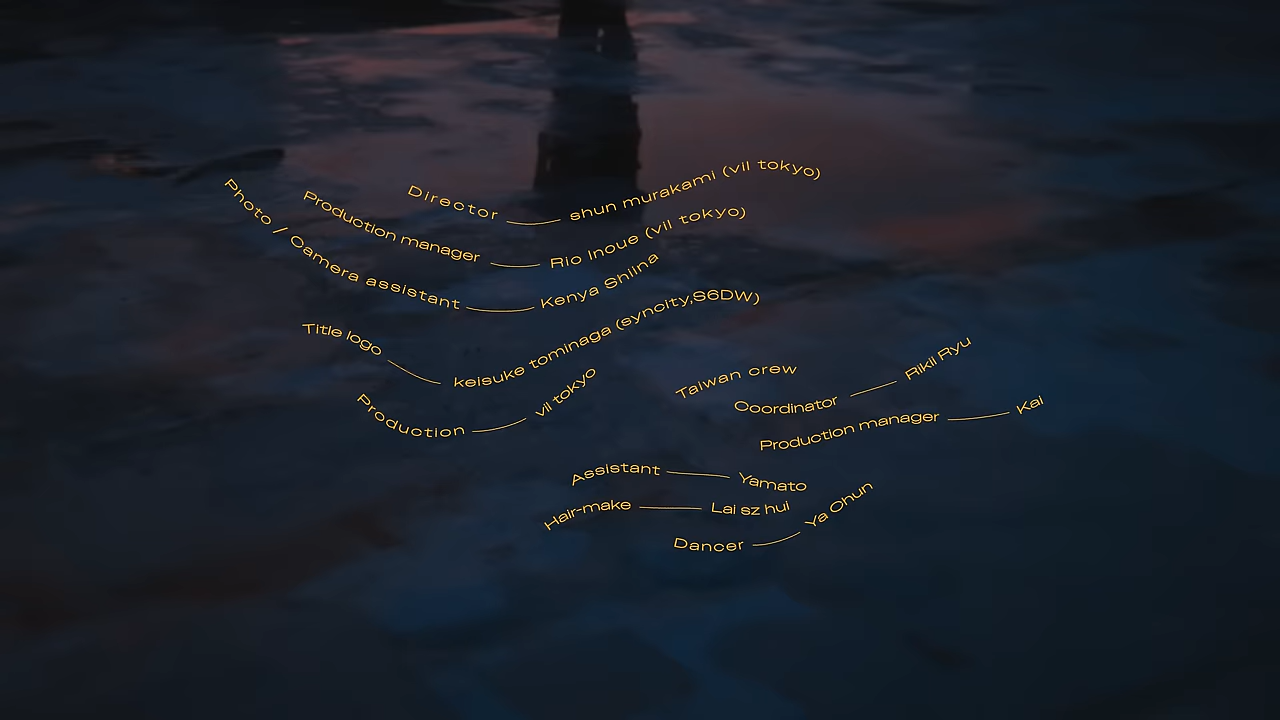 Director — shun murakami (vil tokyo)
Production manager — Rio Inoue (vil tokyo)
Photo / Camera assistant — Kenya Shiina
Title logo — keisuke tominaga (syncity,S6DW)
Production — vil tokyo
Taiwan crew
Coordinator — Rikii Ryu
Production manager — Kai
Assistant — Yamato
Hair-make — Lai sz hui
Dancer — Ya Chun